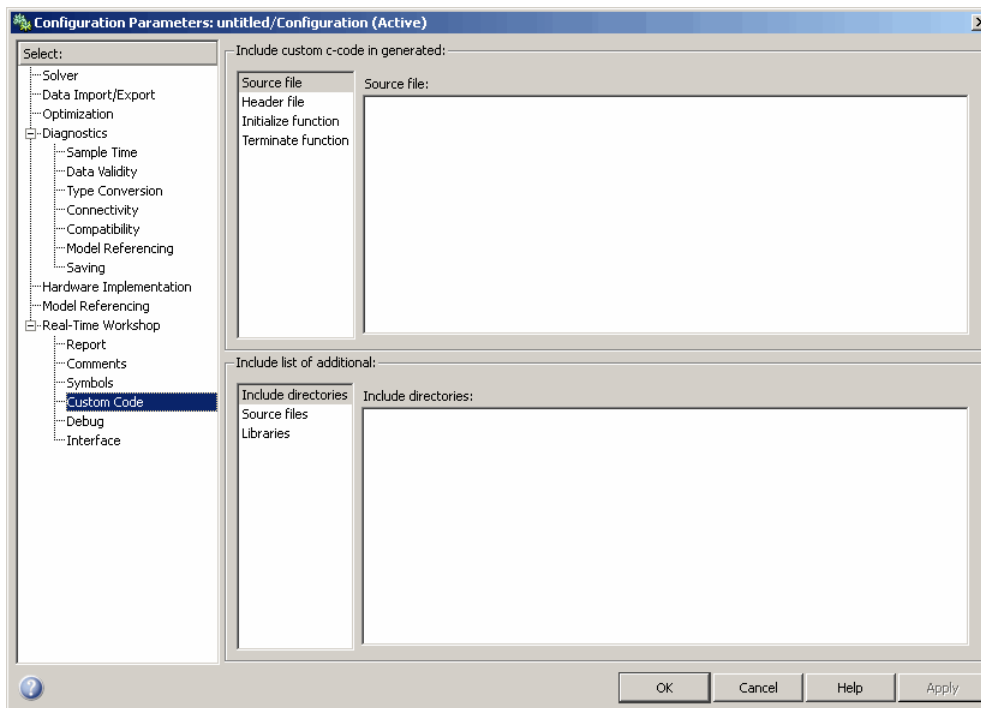 Configuration Parameters: untitled/Configuration (Active)
Select:
Solver
Data Import/Export
Optimization
Diagnostics
Sample Time
Data Validity
Type Conversion
Connectivity
Compatibility
Model Referencing
Saving
Hardware Implementation
Model Referencing
Real-Time Workshop
Report
Comments
Symbols
Custom Code
Debug
Interface
Include custom c-code in generated:
Source file
Header file
Initialize function
Terminate function
Source file:
Include list of additional:
Include directories
Source files
Libraries
Include directories:
OK
Cancel
Help
Apply